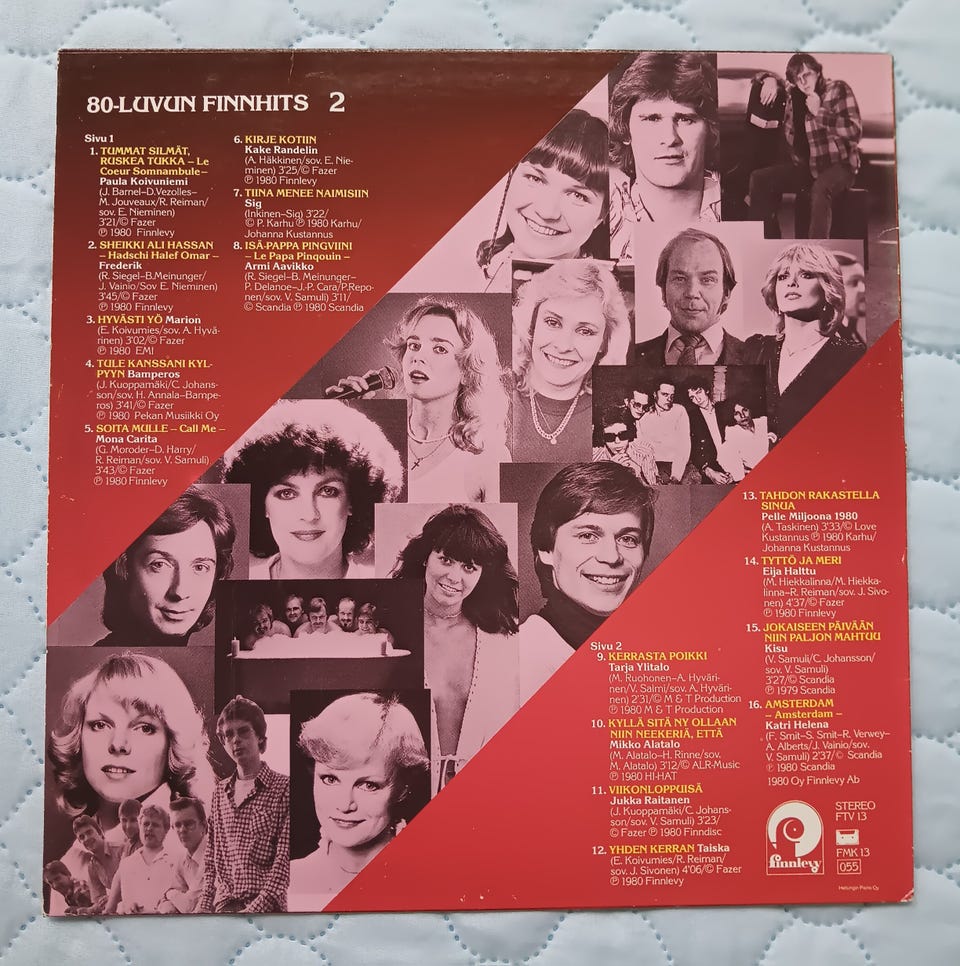 80-LUVUN FINNHITS 2
Sivu 1
1. TUMMAT SILMÄT,
RUSKEA TUKKA – Le
Coeur Somnambule –
Paula Koivuniemi
(J. Barnel–D.Vezolles–
M. Jouveaux/R. Reiman/
sov. E. Nieminen)
3'21/© Fazer
℗ 1980 Finnlevy
2. SHEIKKI ALI HASSAN
– Hadschi Halef Omar –
Frederik
(R. Siegel–B.Meinunger/
J. Vainio/Sov E. Nieminen)
3'45/© Fazer
℗ 1980 Finnlevy
3. HYVÄSTI YÖ Marion
(E. Koivumies/sov. A. Hyvä-
rinen) 3'02/© Fazer
℗ 1980 EMI
4. TULE KANSSANI KYL-
PYYN Bamperos
(J. Kuoppamäki/C. Johans-
son/sov. H. Annala–Bampe-
ros) 3'41/© Fazer
℗ 1980 Pekan Musiikki Oy
5. SOITA MULLE – Call Me –
Mona Carita
(G. Moroder–D. Harry/
R. Reiman/sov. V. Samuli)
3'43/© Fazer
℗ 1980 Finnlevy
6. KIRJE KOTIIN
Kake Randelin
(A. Häkkinen/sov. E. Nie-
minen) 3'25/© Fazer
℗ 1980 Finnlevy
7. TIINA MENEE NAIMISIIN
Sig
(Inkinen–Sig) 3'22/
© P. Karhu ℗ 1980 Karhu/
Johanna Kustannus
8. ISÄ-PAPPA PINGVIINI
– Le Papa Pinqouin –
Armi Aavikko
(R. Siegel–B. Meinunger–
P. Delanoe–J.-P. Cara/P.Repo-
nen/sov. V. Samuli) 3'11/
© Scandia ℗ 1980 Scandia
Sivu 2
9. KERRASTA POIKKI
Tarja Ylitalo
(M. Ruohonen–A. Hyväri-
nen/V. Salmi/sov. A. Hyväri-
nen) 2'31/© M & T Production
℗ 1980 M & T Production
10. KYLLÄ SITÄ NY OLLAAN
NIIN NEEKERIÄ, ETTÄ
Mikko Alatalo
(M. Alatalo–H. Rinne/sov.
M. Alatalo) 3'12/© ALR-Music
℗ 1980 HI-HAT
11. VIIKONLOPPUISÄ
Jukka Raitanen
(J. Kuoppamäki/C. Johans-
son/sov. V. Samuli) 3'23/
© Fazer ℗ 1980 Finndisc
12. YHDEN KERRAN Taiska
(E. Koivumies/R. Reiman/
sov. J. Sivonen) 4'06/© Fazer
℗ 1980 Finnlevy
13. TAHDON RAKASTELLA
SINUA
Pelle Miljoona 1980
(A. Taskinen) 3'33/© Love
Kustannus ℗ 1980 Karhu/
Johanna Kustannus
14. TYTTÖ JA MERI
Eija Halttu
(M. Hiekkalinna/M. Hiekka-
linna–R. Reiman/sov. J. Sivo-
nen) 4'37/© Fazer
℗ 1980 Finnlevy
15. JOKAISEEN PÄIVÄÄN
NIIN PALJON MAHTUU
Kisu
(V. Samuli/C. Johansson/
sov. V. Samuli)
3'27/© Scandia
℗ 1979 Scandia
16. AMSTERDAM
– Amsterdam –
Katri Helena
(F. Smit–S. Smit–R. Verwey–
A. Alberts/J. Vainio/sov.
V. Samuli) 2'37/© Scandia
℗ 1980 Scandia
1980 Oy Finnlevy Ab
finnlevy
STEREO
FTV 13
FMK 13
055
Helsingin Paino Oy